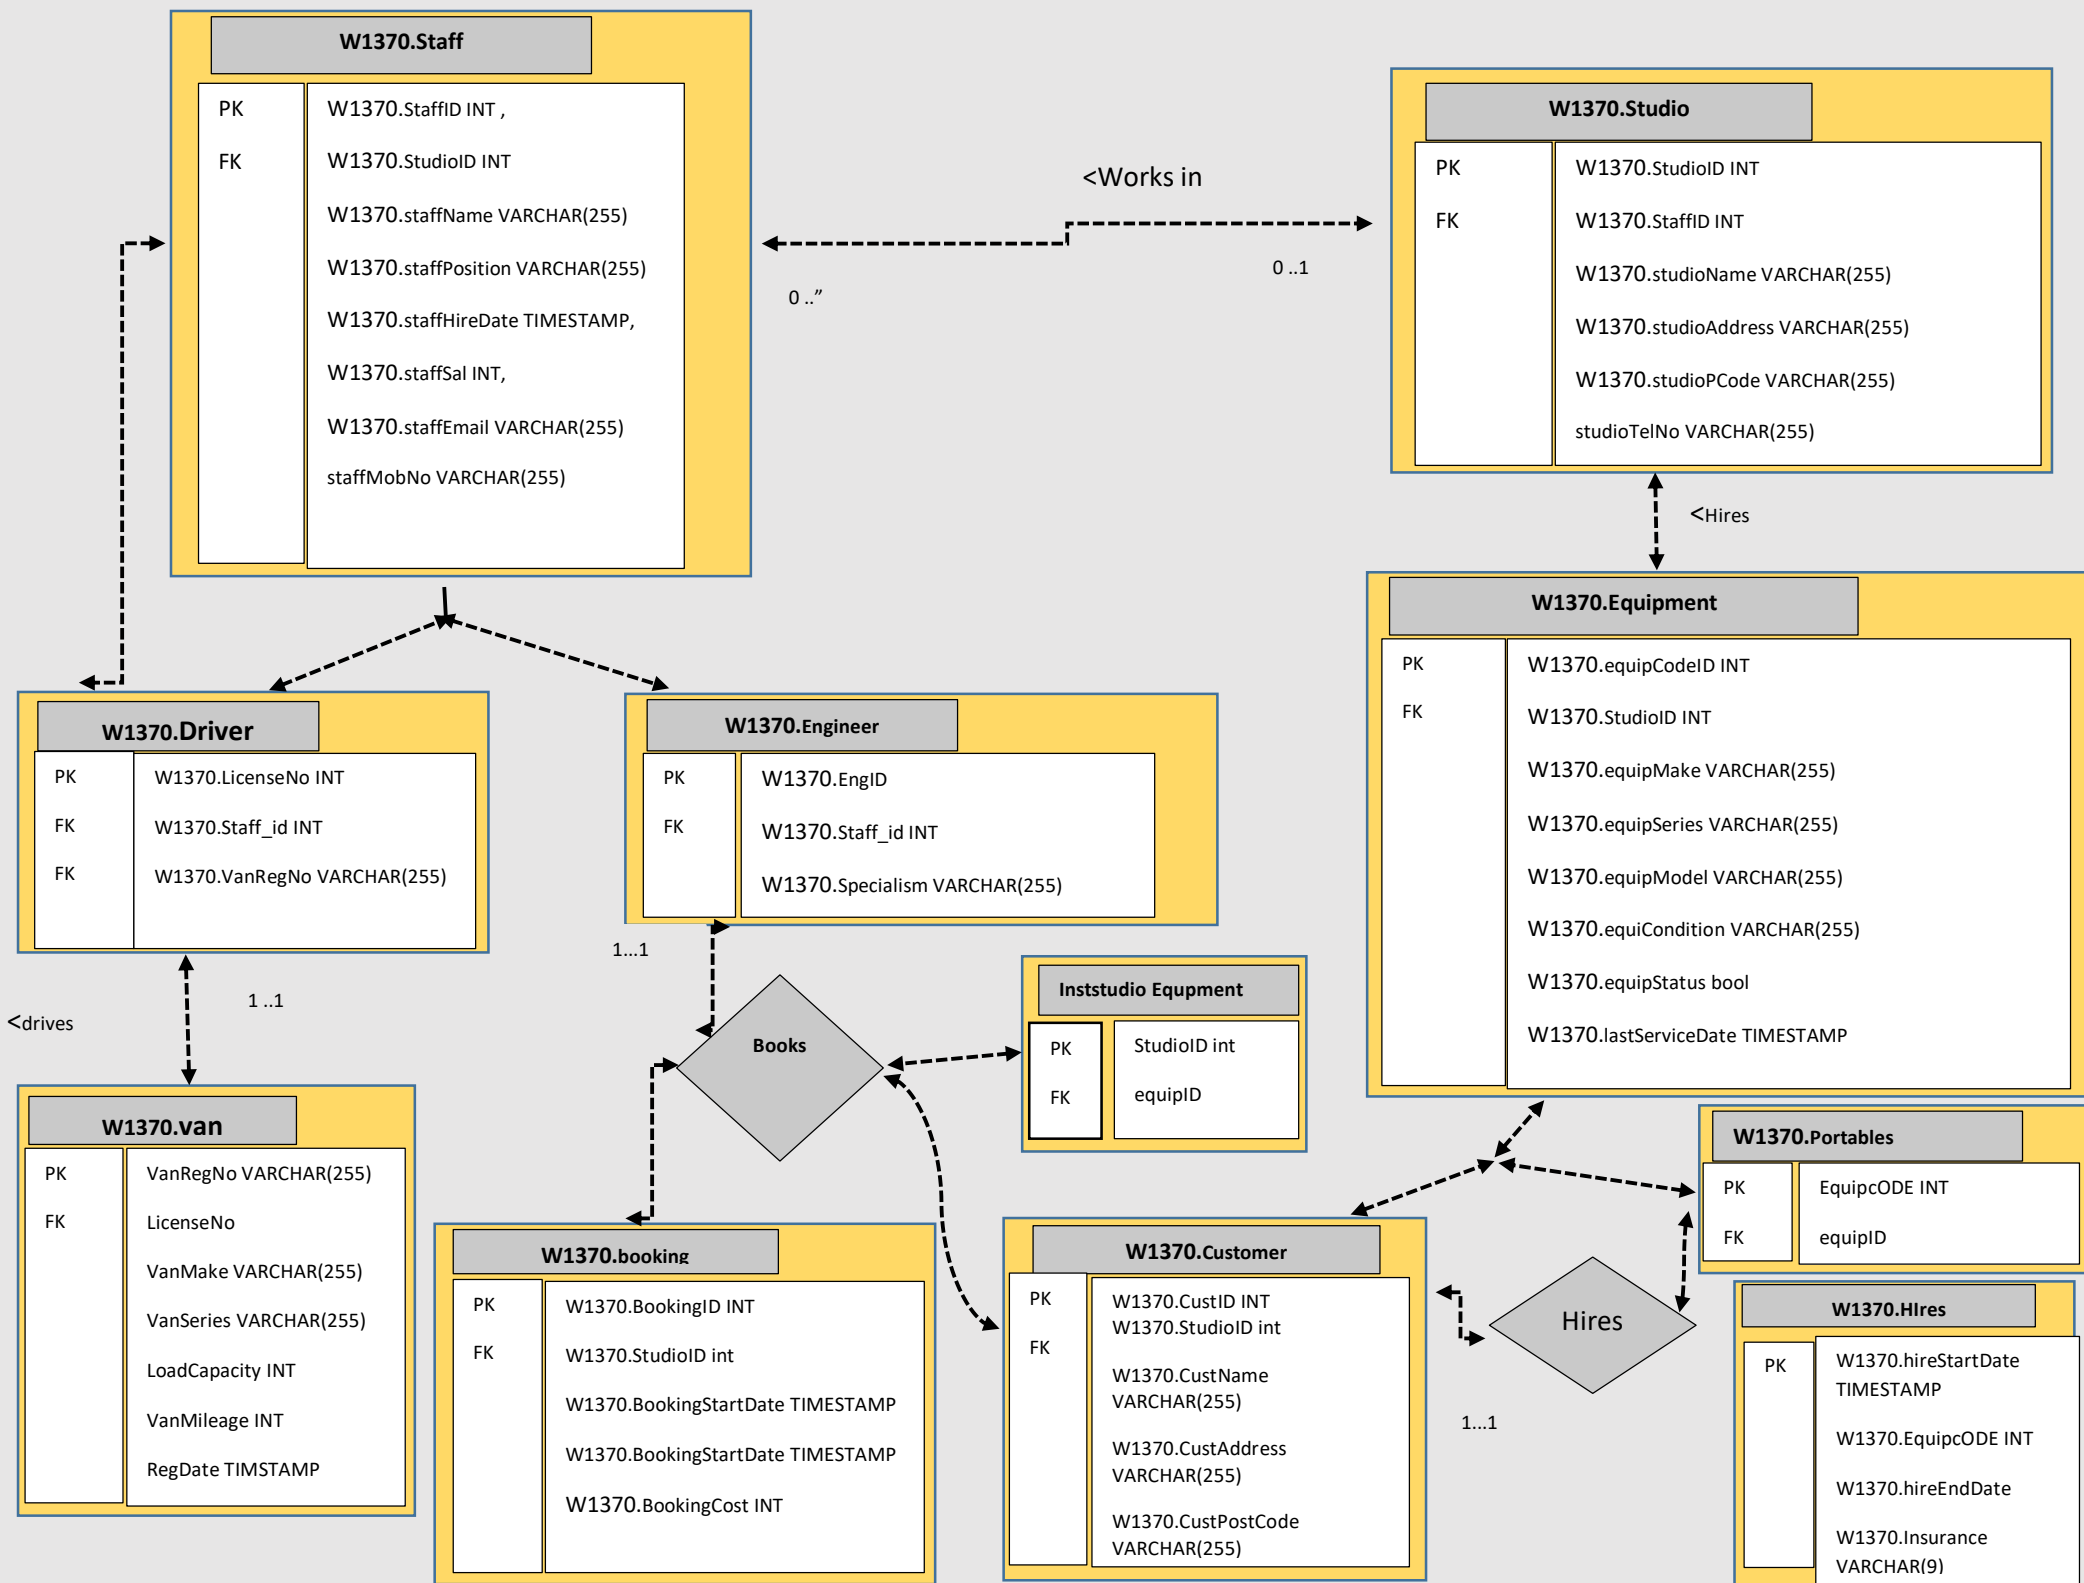 W1370.Staff
PK
W1370.StaffID INT ,
FK
W1370.StudioID INT
W1370.staffName VARCHAR(255)
W1370.staffPosition VARCHAR(255)
W1370.staffHireDate TIMESTAMP,
W1370.staffSal INT,
W1370.staffEmail VARCHAR(255)
staffMobNo VARCHAR(255)
<Works in
0 ..”
0 ..1
W1370.Studio
PK
W1370.StudioID INT
FK
W1370.StaffID INT
W1370.studioName VARCHAR(255)
W1370.studioAddress VARCHAR(255)
W1370.studioPCode VARCHAR(255)
studioTelNo VARCHAR(255)
<Hires
W1370.Equipment
PK
W1370.equipCodeID INT
FK
W1370.StudioID INT
W1370.equipMake VARCHAR(255)
W1370.equipSeries VARCHAR(255)
W1370.equipModel VARCHAR(255)
W1370.equiCondition VARCHAR(255)
W1370.equipStatus bool
W1370.lastServiceDate TIMESTAMP
W1370.Driver
PK
W1370.LicenseNo INT
FK
W1370.Staff_id INT
FK
W1370.VanRegNo VARCHAR(255)
W1370.Engineer
PK
W1370.EngID
FK
W1370.Staff_id INT
W1370.Specialism VARCHAR(255)
1...1
1 ..1
<drives
Books
Inststudio Equpment
PK
StudioID int
FK
equipID
W1370.van
PK
VanRegNo VARCHAR(255)
FK
LicenseNo
VanMake VARCHAR(255)
VanSeries VARCHAR(255)
LoadCapacity INT
VanMileage INT
RegDate TIMSTAMP
W1370.booking
PK
W1370.BookingID INT
FK
W1370.StudioID int
W1370.BookingStartDate TIMESTAMP
W1370.BookingStartDate TIMESTAMP
W1370.BookingCost INT
W1370.Customer
PK
W1370.CustID INT
W1370.StudioID int
FK
W1370.CustName
VARCHAR(255)
W1370.CustAddress
VARCHAR(255)
W1370.CustPostCode
VARCHAR(255)
Hires
1...1
W1370.Portables
PK
EquipcODE INT
FK
equipID
W1370.HIres
PK
W1370.hireStartDate
TIMESTAMP
W1370.EquipcODE INT
W1370.hireEndDate
W1370.Insurance
VARCHAR(9)